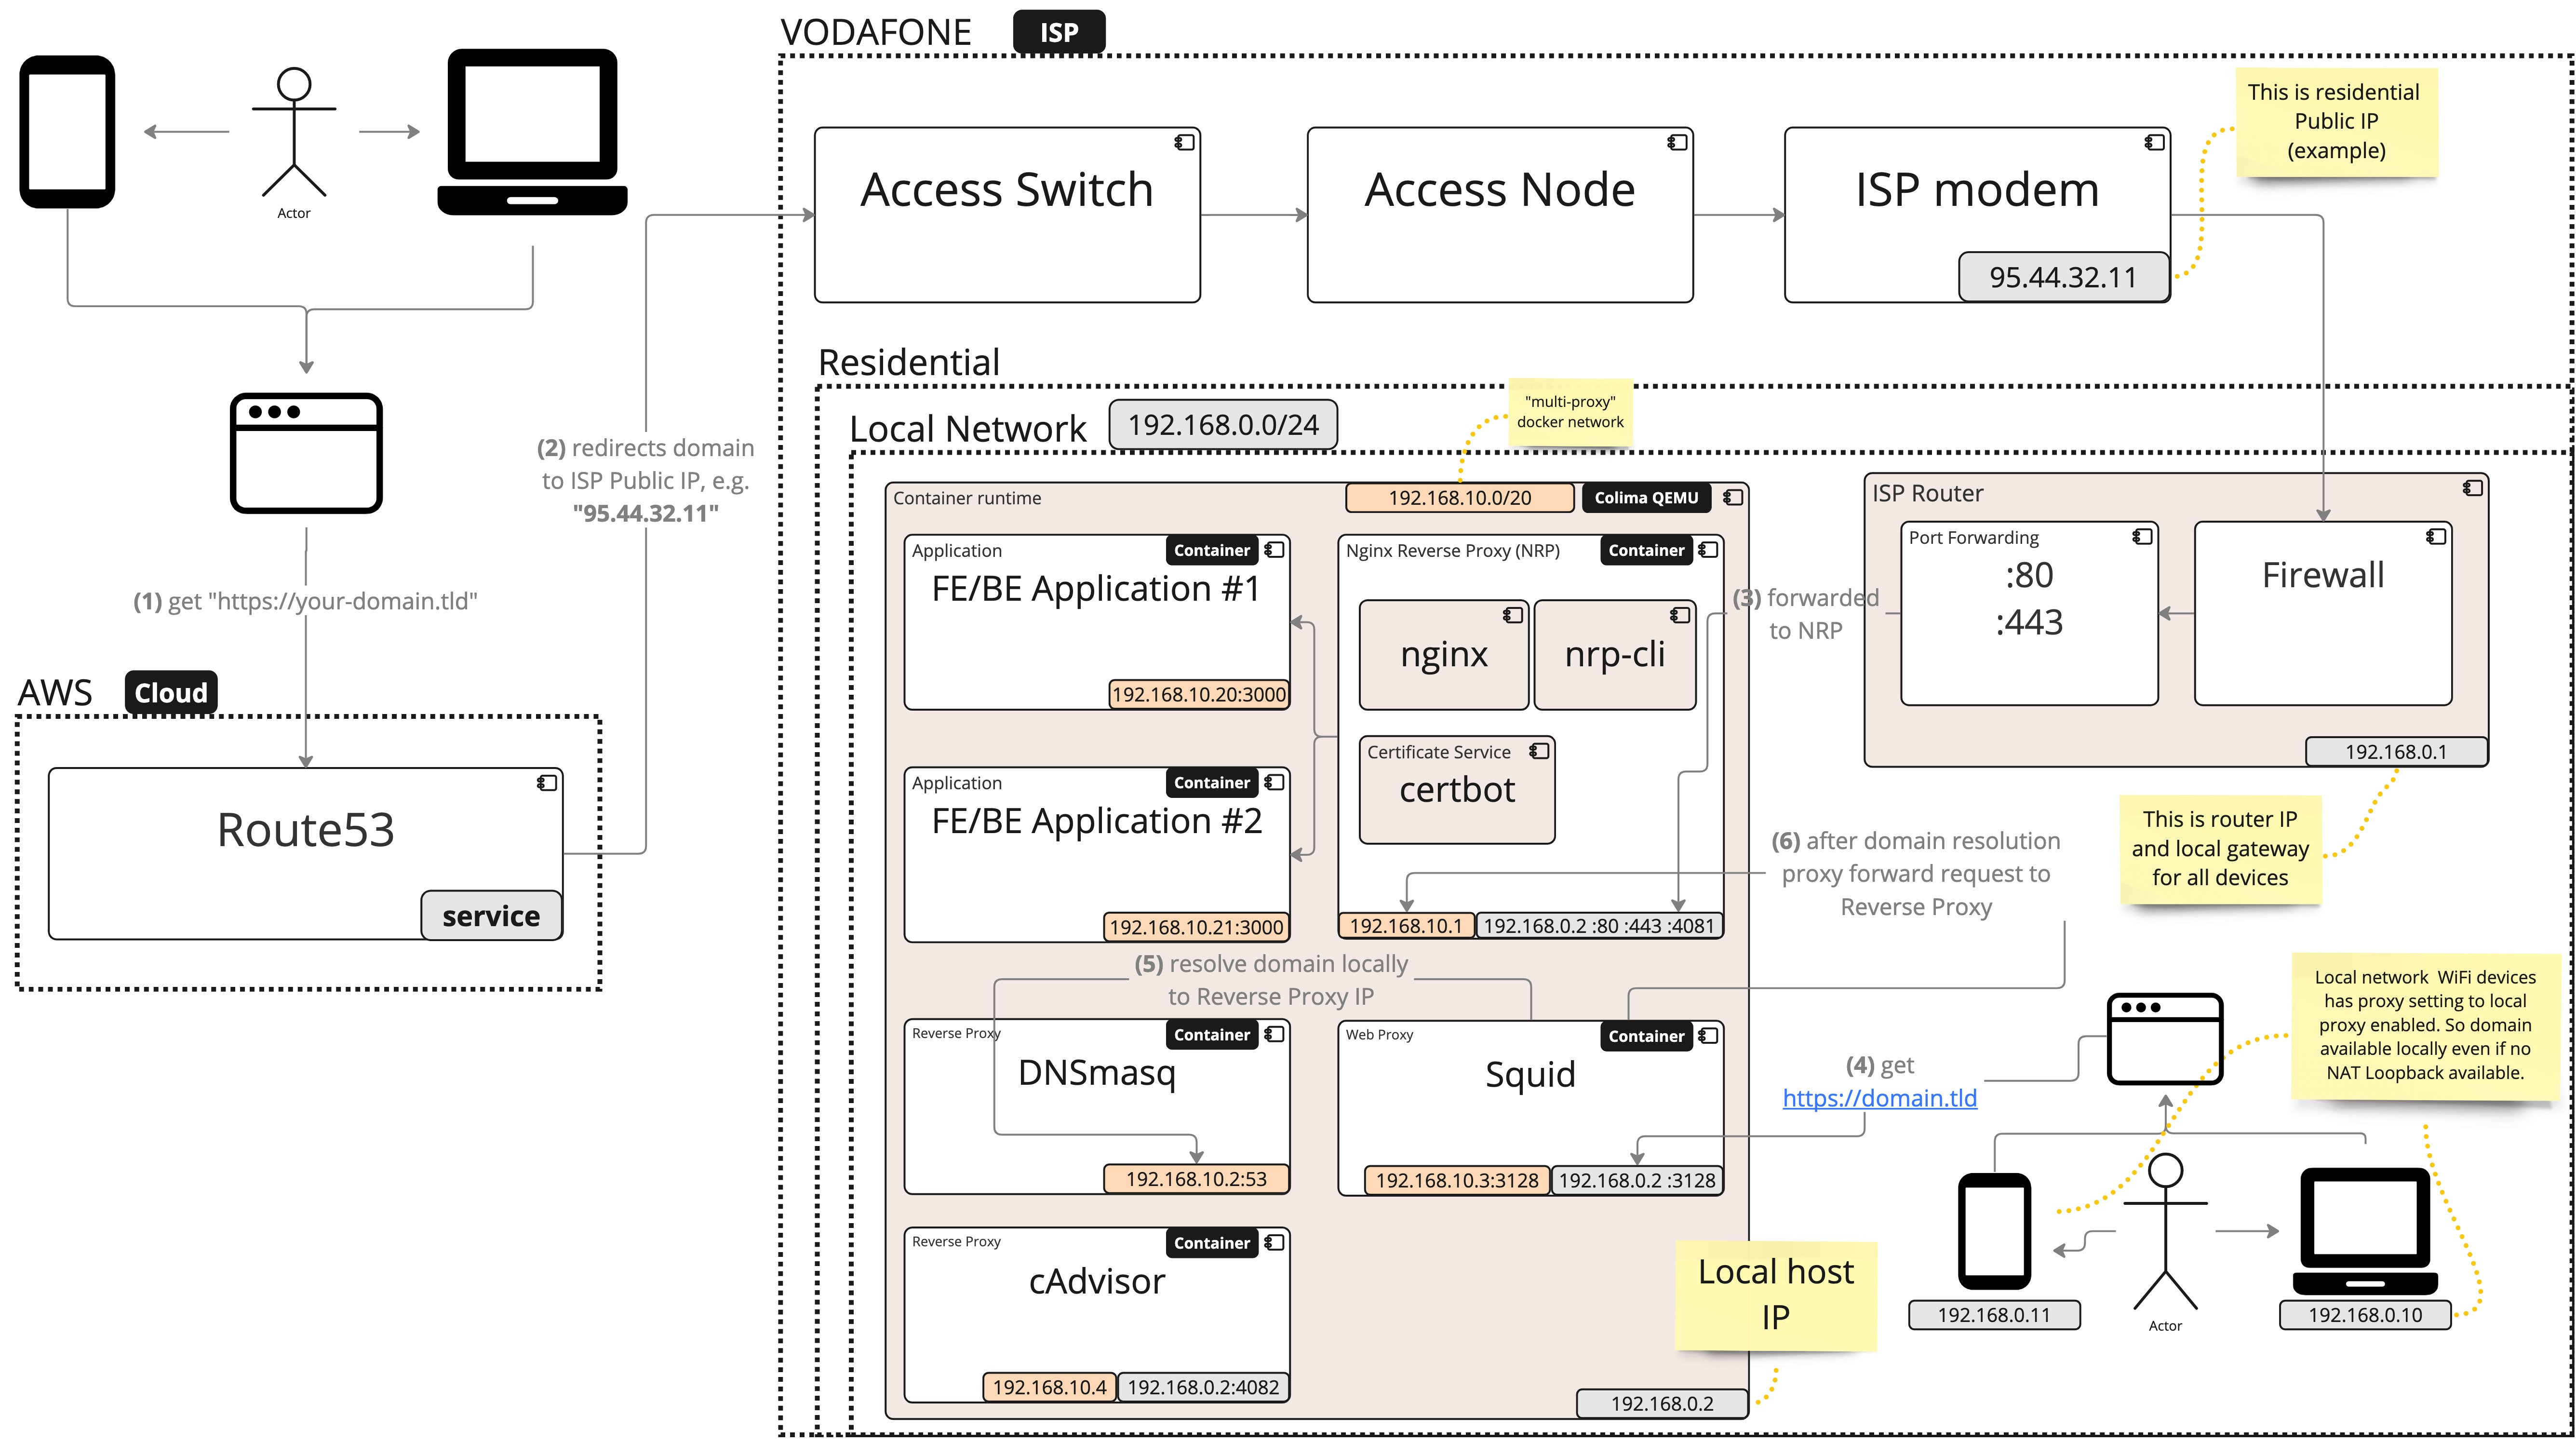 VODAFONE
ISP
Actor
Access Switch
Access Node
ISP modem
95.44.32.11
This is residential
Public IP
(example)
(1) get "https://your-domain.tld"
(2) redirects domain
to ISP Public IP, e.g.
"95.44.32.11"
AWS
Cloud
Route53
service
Residential
Local Network
192.168.0.0/24
"multi-proxy"
docker network
Container runtime
192.168.10.0/20
Colima QEMU
Application
Container
FE/BE Application #1
192.168.10.20:3000
Application
Container
FE/BE Application #2
192.168.10.21:3000
Nginx Reverse Proxy (NRP)
Container
nginx
nrp-cli
Certificate Service
certbot
192.168.10.1
192.168.0.2 :80 :443 :4081
(3) forwarded
to NRP
ISP Router
Port Forwarding
:80
:443
Firewall
192.168.0.1
This is router IP
and local gateway
for all devices
(6) after domain resolution
proxy forward request to
Reverse Proxy
(5) resolve domain locally
to Reverse Proxy IP
Reverse Proxy
Container
DNSmasq
192.168.10.2:53
Web Proxy
Container
Squid
192.168.10.3:3128
192.168.0.2 :3128
(4) get
https://domain.tld
Local network WiFi devices
has proxy setting to local
proxy enabled. So domain
available locally even if no
NAT Loopback available.
Reverse Proxy
Container
cAdvisor
192.168.10.4
192.168.0.2:4082
Local host
IP
192.168.0.2
192.168.0.11
Actor
192.168.0.10